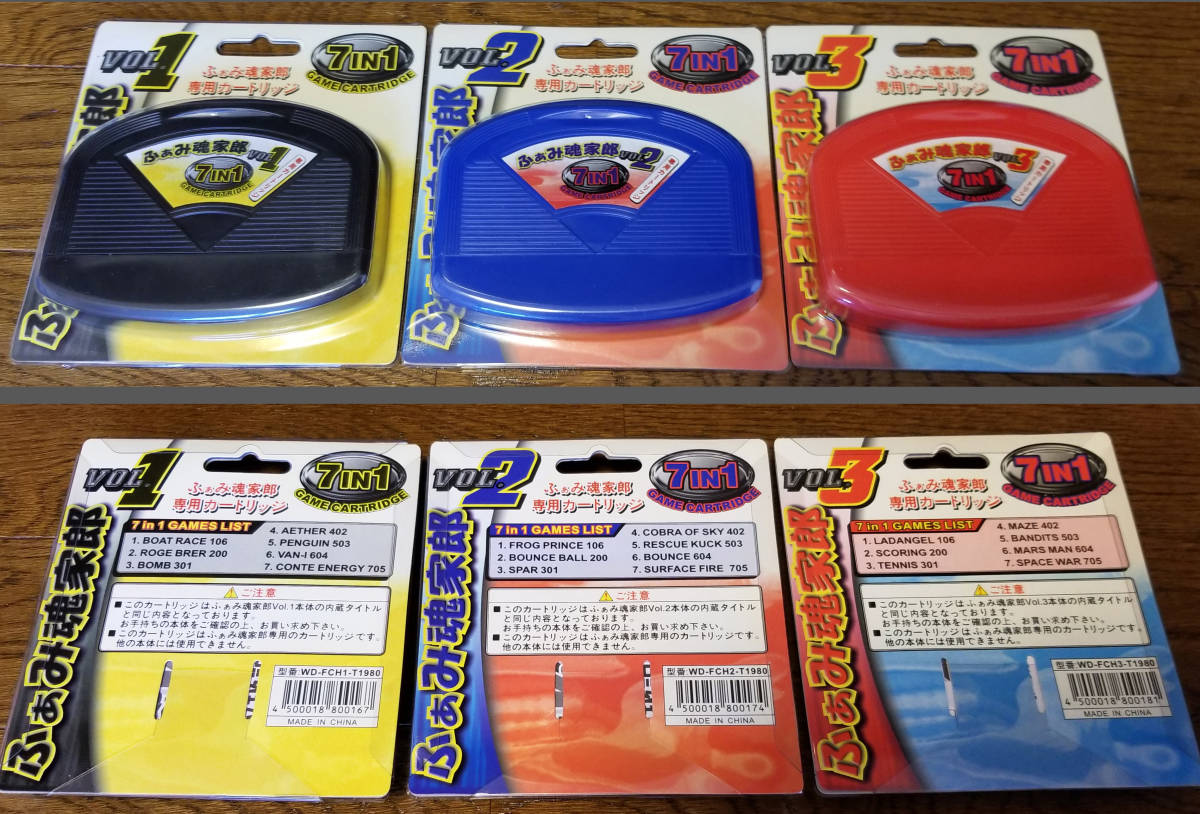 VOL.1
ふぁみ魂家郎
専用カートリッジ
7IN1
GAME CARTRIDGE
ふぁみ魂家郎 VOL.1
7IN1
GAME CARTRIDGE
VOL.2
ふぁみ魂家郎
専用カートリッジ
7IN1
GAME CARTRIDGE
ふぁみ魂家郎 VOL.2
7IN1
GAME CARTRIDGE
VOL.3
ふぁみ魂家郎
専用カートリッジ
7IN1
GAME CARTRIDGE
ふぁみ魂家郎 VOL.3
7IN1
GAME CARTRIDGE
VOL.1
ふぁみ魂家郎
専用カートリッジ
7IN1
GAME CARTRIDGE
ふぁみ魂家郎
7 in 1 GAMES LIST
1. BOAT RACE 106
2. ROGE BRER 200
3. BOMB 301
4. AETHER 402
5. PENGUIN 503
6. VAN-I 604
7. CONTE ENERGY 705
ご注意
■このカートリッジはふぁみ魂家郎Vol.1本体の内蔵タイトル
と同じ内容となっております。
お手持ちの本体をご確認の上、お買い求め下さい。
■このカートリッジはふぁみ魂家郎専用のカートリッジです。
他の本体には使用できません。
型番:WD-FCH1-T1980
4 500018 800167
MADE IN CHINA
VOL.2
ふぁみ魂家郎
専用カートリッジ
7IN1
GAME CARTRIDGE
ふぁみ魂家郎
7 in 1 GAMES LIST
1. FROG PRINCE 106
2. BOUNCE BALL 200
3. SPAR 301
4. COBRA OF SKY 402
5. RESCUE KUCK 503
6. BOUNCE 604
7. SURFACE FIRE 705
ご注意
■このカートリッジはふぁみ魂家郎Vol.2本体の内蔵タイトル
と同じ内容となっております。
お手持ちの本体をご確認の上、お買い求め下さい。
■このカートリッジはふぁみ魂家郎専用のカートリッジです。
他の本体には使用できません。
型番:WD-FCH2-T1980
4 500018 800174
MADE IN CHINA
VOL.3
ふぁみ魂家郎
専用カートリッジ
7IN1
GAME CARTRIDGE
ふぁみ魂家郎
7 in 1 GAMES LIST
1. LADANGEL 106
2. SCORING 200
3. TENNIS 301
4. MAZE 402
5. BANDITS 503
6. MARS MAN 604
7. SPACE WAR 705
ご注意
■このカートリッジはふぁみ魂家郎Vol.3本体の内蔵タイトル
と同じ内容となっております。
お手持ちの本体をご確認の上、お買い求め下さい。
■このカートリッジはふぁみ魂家郎専用のカートリッジです。
他の本体には使用できません。
型番:WD-FCH3-T1980
4 500018 800181
MADE IN CHINA